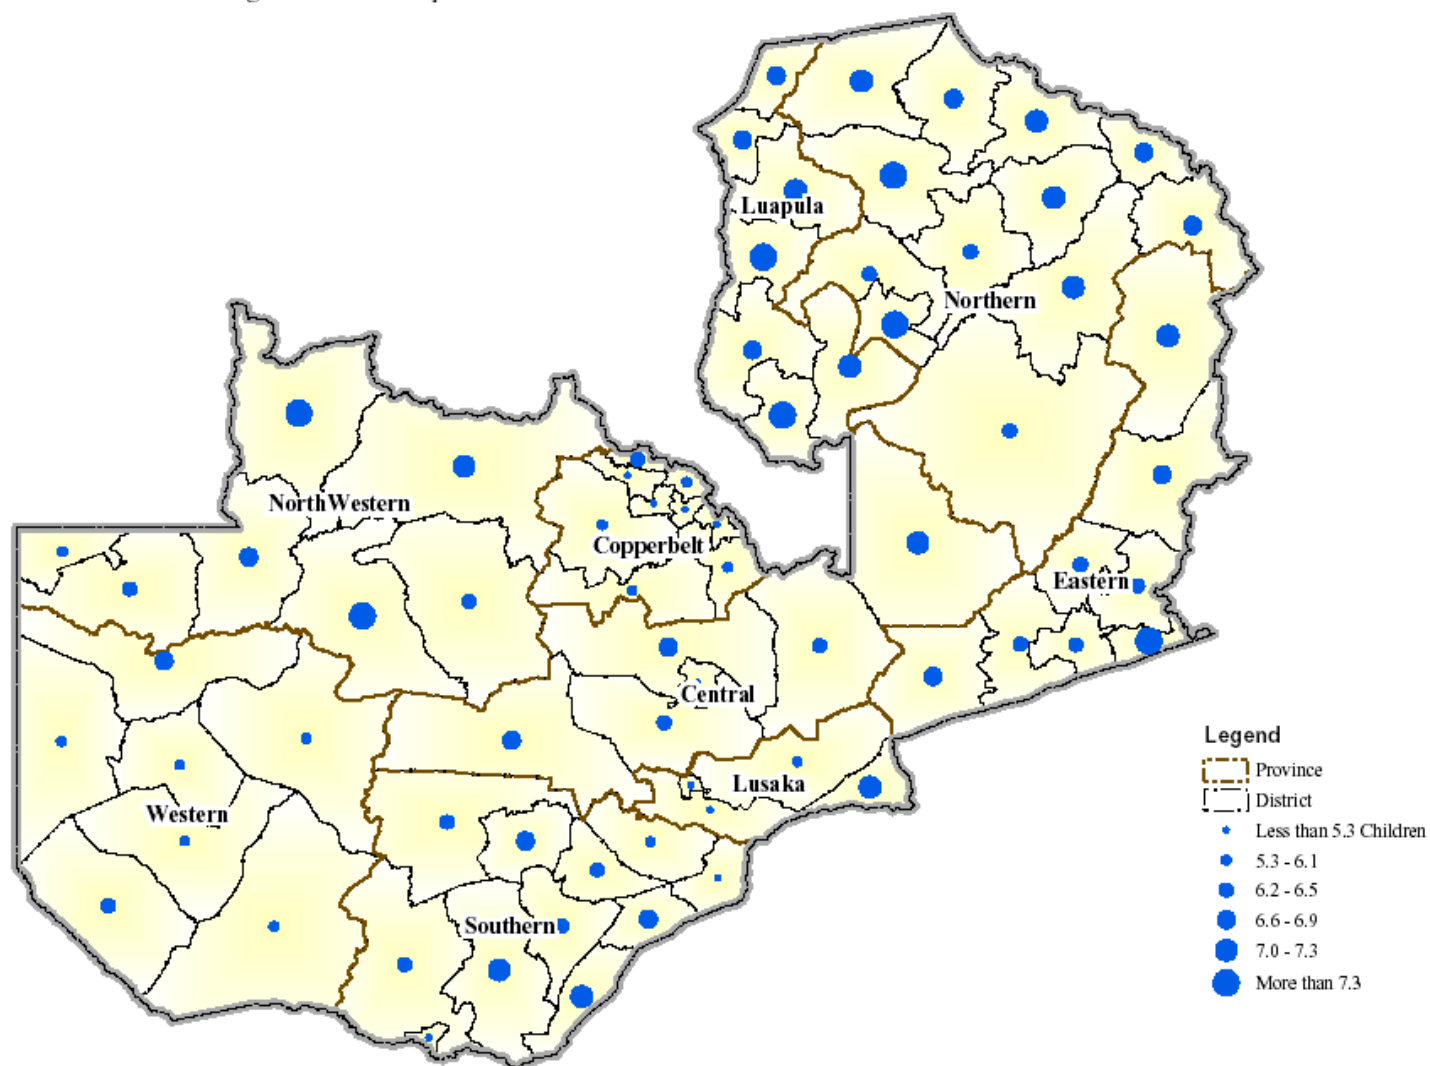 Luapula
Northern
NorthWestern
Copperbelt
Eastern
Central
Lusaka
Western
Southern
Legend
Province
District
Less than 5.3 Children
5.3 - 6.1
6.2 - 6.5
6.6 - 6.9
7.0 - 7.3
More than 7.3